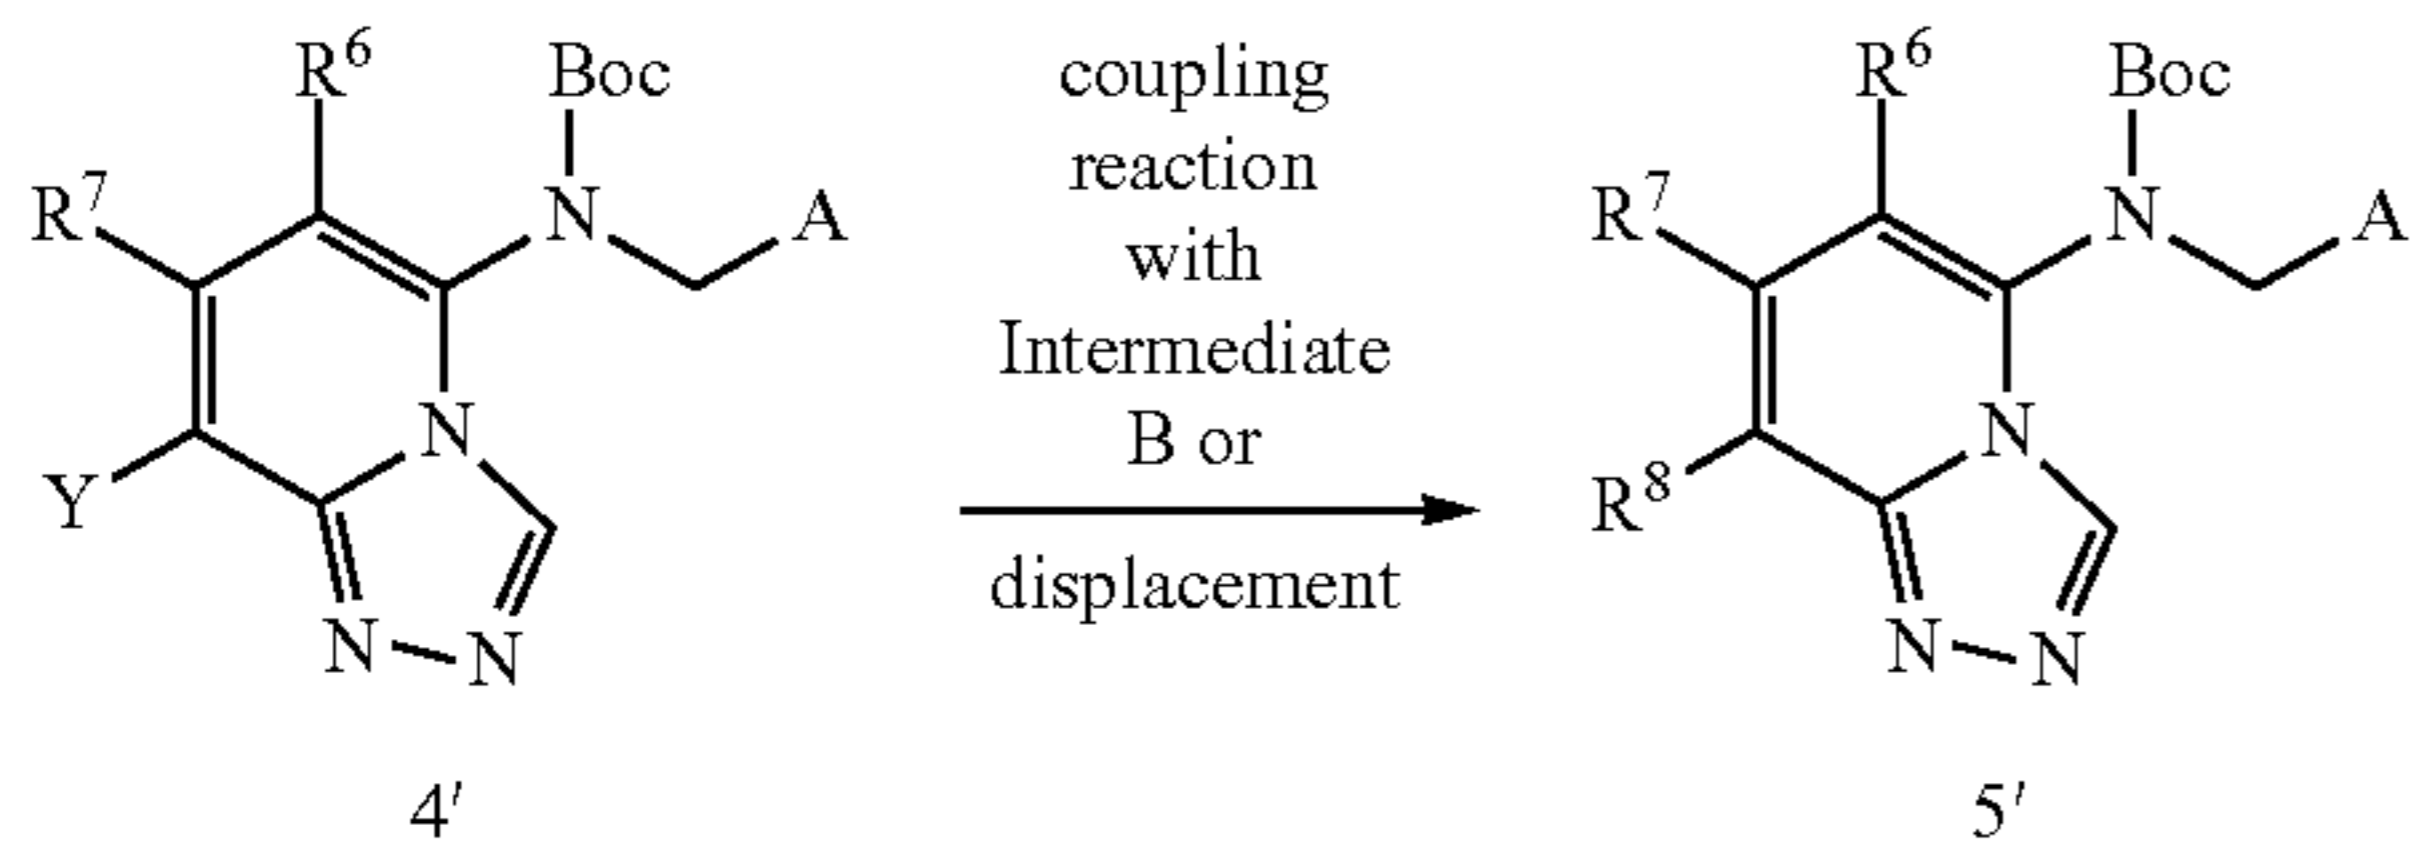 R⁶ Boc
R⁷ N A
Y N
N N
4′
coupling
reaction
with
Intermediate
B or
displacement
R⁶ Boc
R⁷ N A
R⁸ N
N N
5′